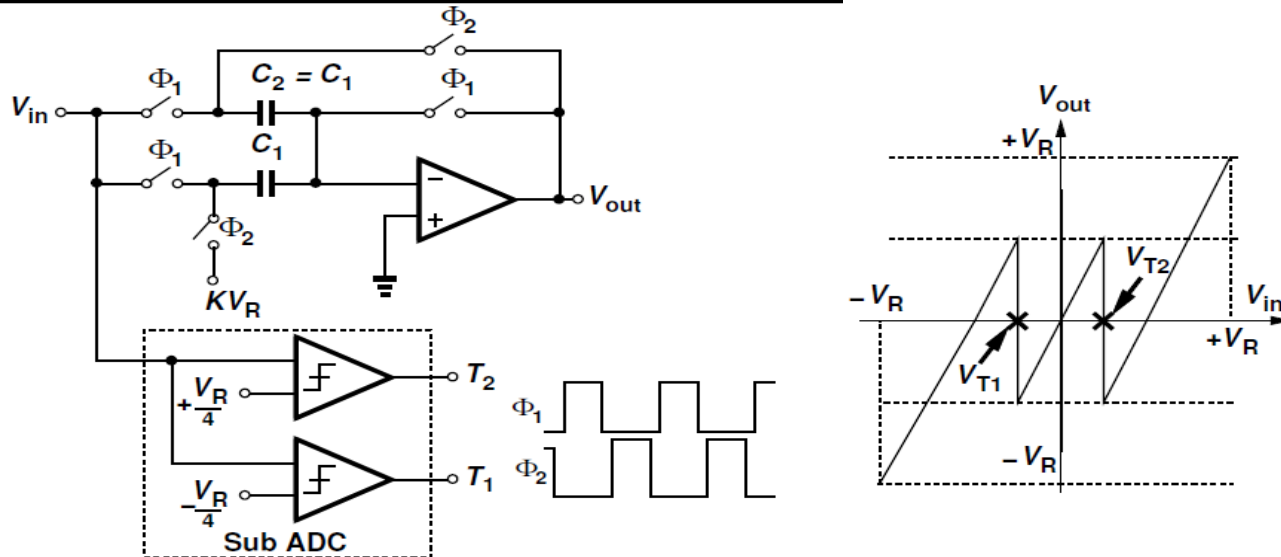 Φ2
Φ1
C2 = C1
Φ1
Vin
Φ1
C1
Φ2
KVR
−
+
Vout
+VR/4
T2
−VR/4
T1
Sub ADC
Φ1
Φ2
Vout
+VR
VT2
−VR
Vin
+VR
VT1
−VR